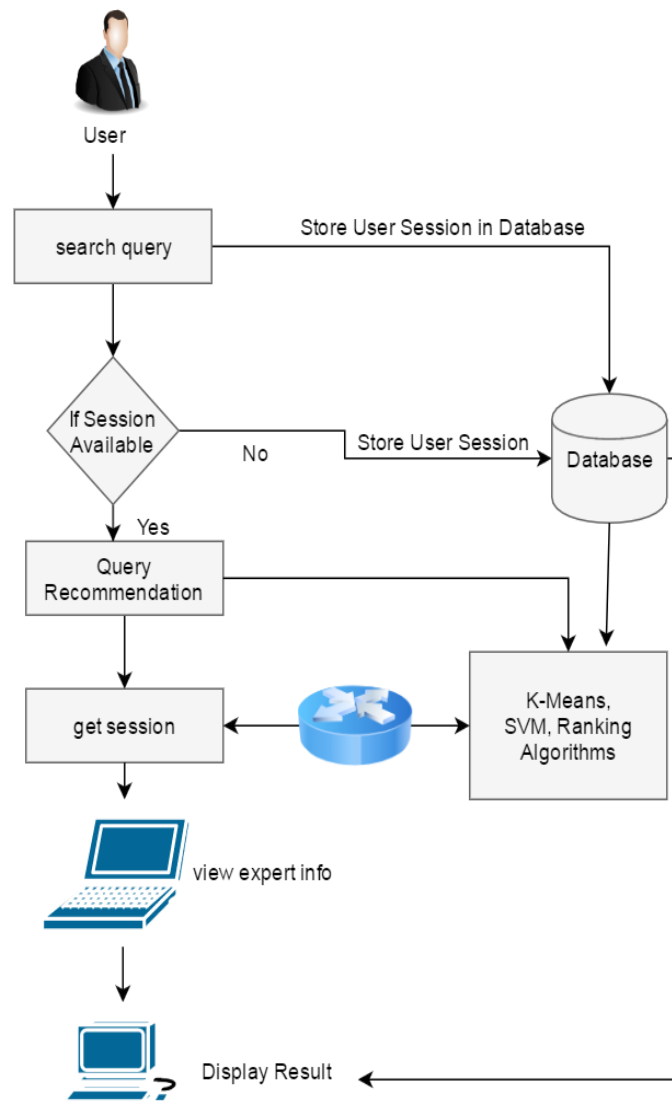 User
search query
Store User Session in Database
If Session
Available
No
Store User Session
Database
Yes
Query
Recommendation
get session
K-Means,
SVM, Ranking
Algorithms
view expert info
Display Result